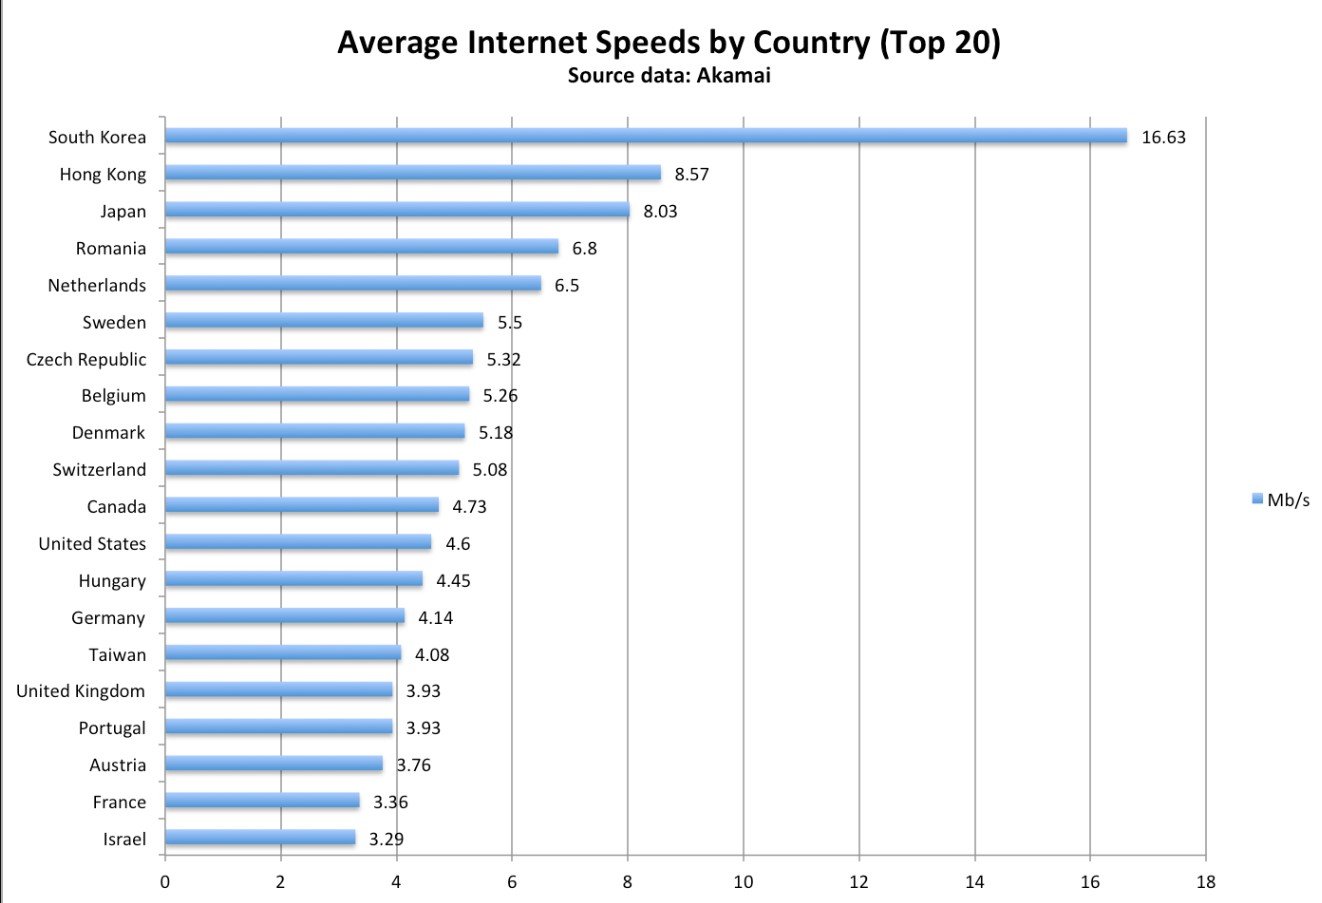 Average Internet Speeds by Country (Top 20)
Source data: Akamai
South Korea 16.63
Hong Kong 8.57
Japan 8.03
Romania 6.8
Netherlands 6.5
Sweden 5.5
Czech Republic 5.32
Belgium 5.26
Denmark 5.18
Switzerland 5.08
Canada 4.73
United States 4.6
Hungary 4.45
Germany 4.14
Taiwan 4.08
United Kingdom 3.93
Portugal 3.93
Austria 3.76
France 3.36
Israel 3.29
0 2 4 6 8 10 12 14 16 18
Mb/s